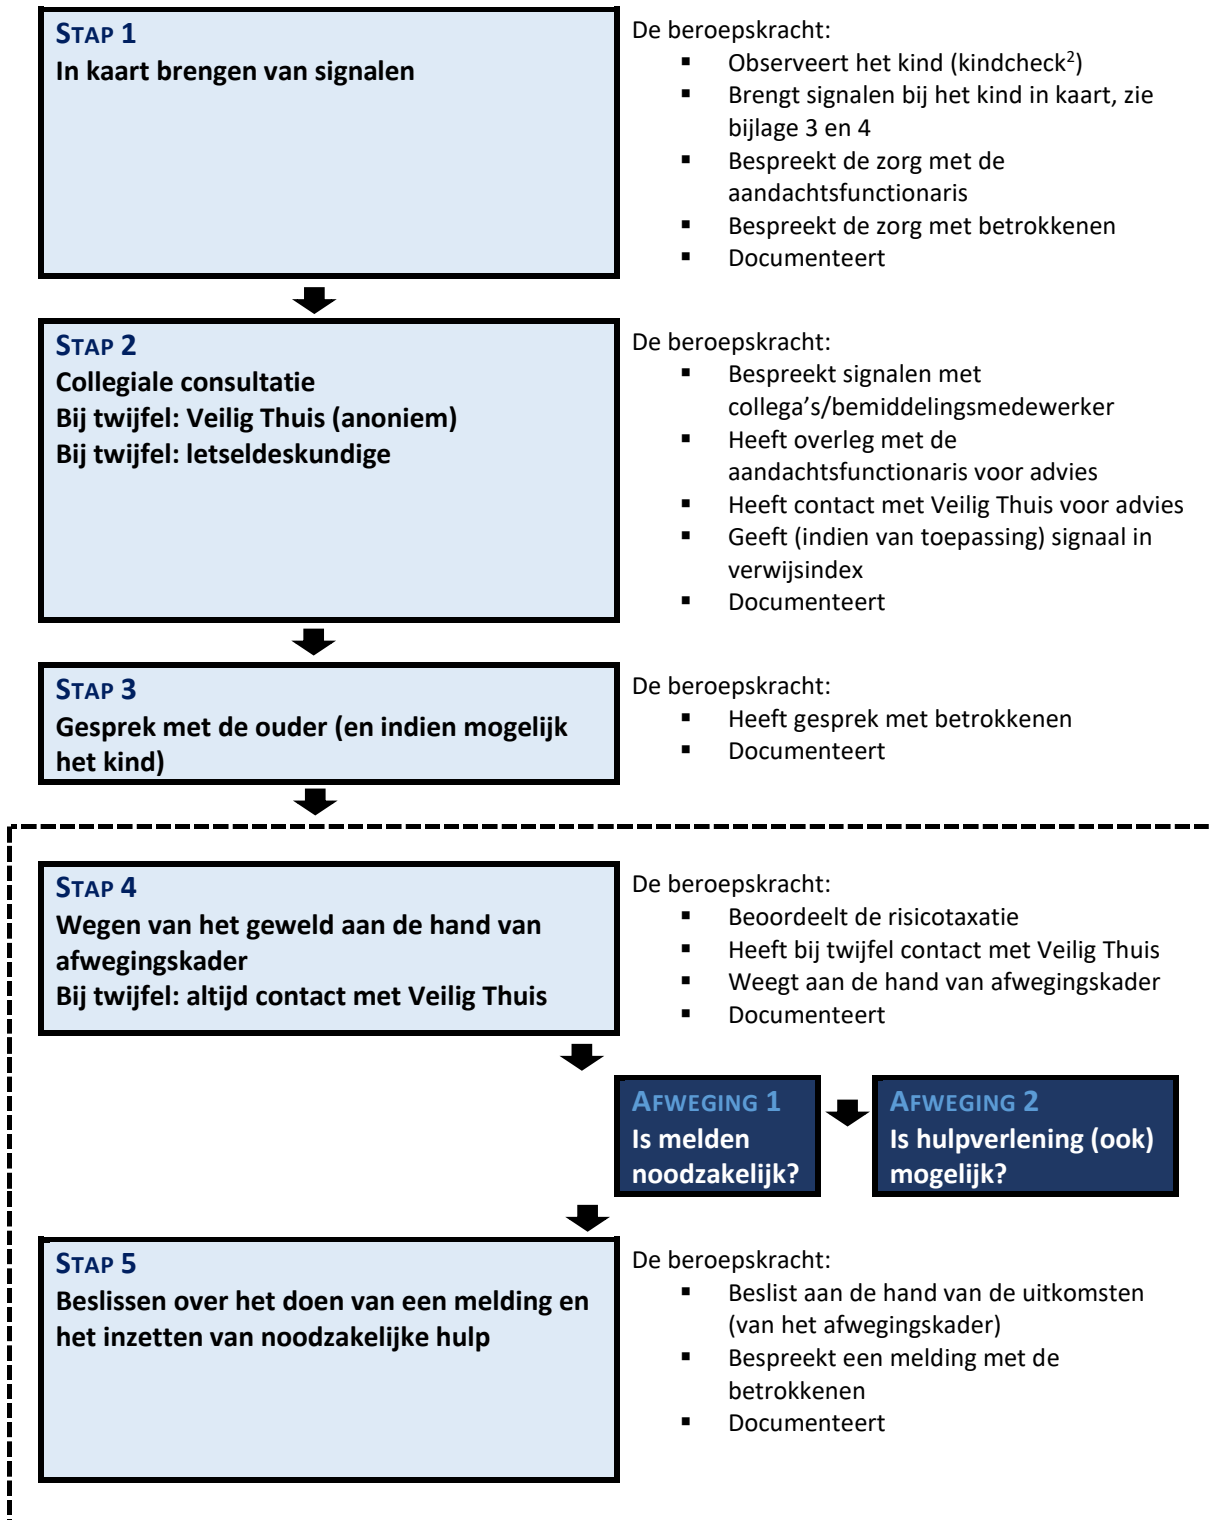 STAP 1
In kaart brengen van signalen
De beroepskracht:
▪ Observeert het kind (kindcheck²)
▪ Brengt signalen bij het kind in kaart, zie
bijlage 3 en 4
▪ Bespreekt de zorg met de
aandachtsfunctionaris
▪ Bespreekt de zorg met betrokkenen
▪ Documenteert
STAP 2
Collegiale consultatie
Bij twijfel: Veilig Thuis (anoniem)
Bij twijfel: letseldeskundige
De beroepskracht:
▪ Bespreekt signalen met
collega’s/bemiddelingsmedewerker
▪ Heeft overleg met de
aandachtsfunctionaris voor advies
▪ Heeft contact met Veilig Thuis voor advies
▪ Geeft (indien van toepassing) signaal in
verwijsindex
▪ Documenteert
STAP 3
Gesprek met de ouder (en indien mogelijk
het kind)
De beroepskracht:
▪ Heeft gesprek met betrokkenen
▪ Documenteert
STAP 4
Wegen van het geweld aan de hand van
afwegingskader
Bij twijfel: altijd contact met Veilig Thuis
De beroepskracht:
▪ Beoordeelt de risicotaxatie
▪ Heeft bij twijfel contact met Veilig Thuis
▪ Weegt aan de hand van afwegingskader
▪ Documenteert
AFWEGING 1
Is melden
noodzakelijk?
AFWEGING 2
Is hulpverlening (ook)
mogelijk?
STAP 5
Beslissen over het doen van een melding en
het inzetten van noodzakelijke hulp
De beroepskracht:
▪ Beslist aan de hand van de uitkomsten
(van het afwegingskader)
▪ Bespreekt een melding met de
betrokkenen
▪ Documenteert